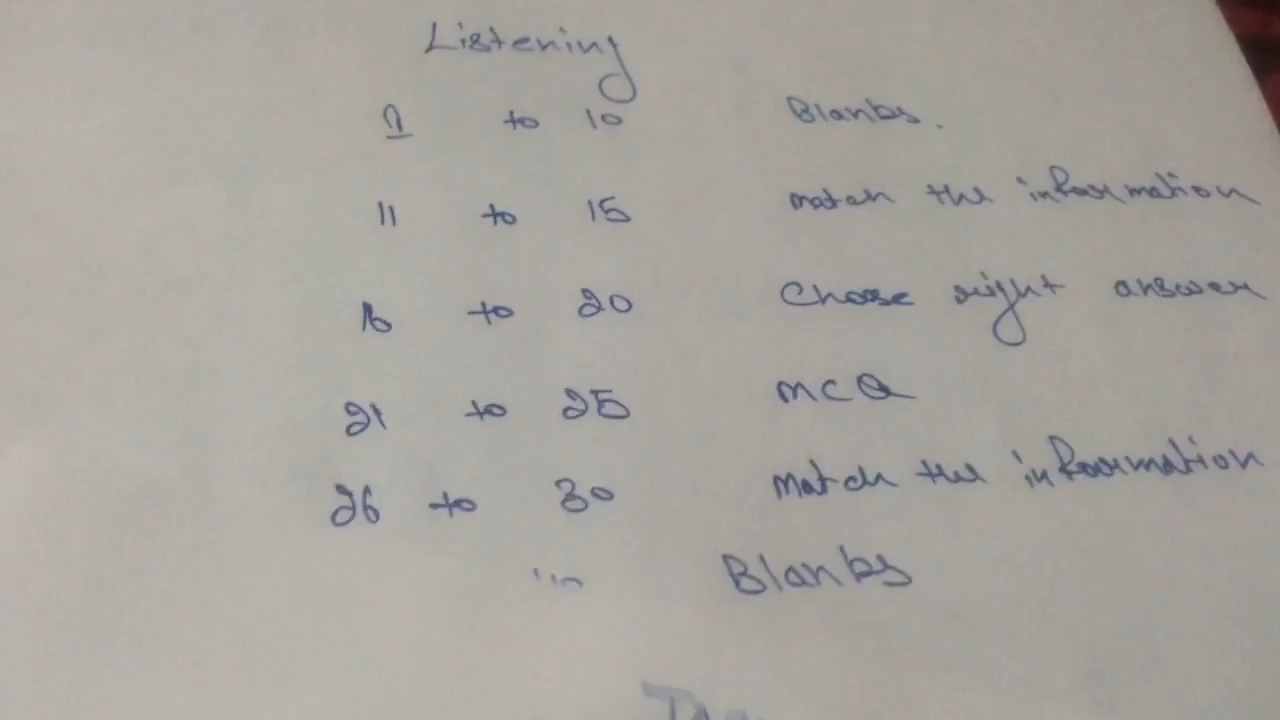 Listening
1 to 10 Blanks.
11 to 15 match the information
16 to 20 Choose right answer
21 to 25 MCQ
26 to 30 match the information
Blanks